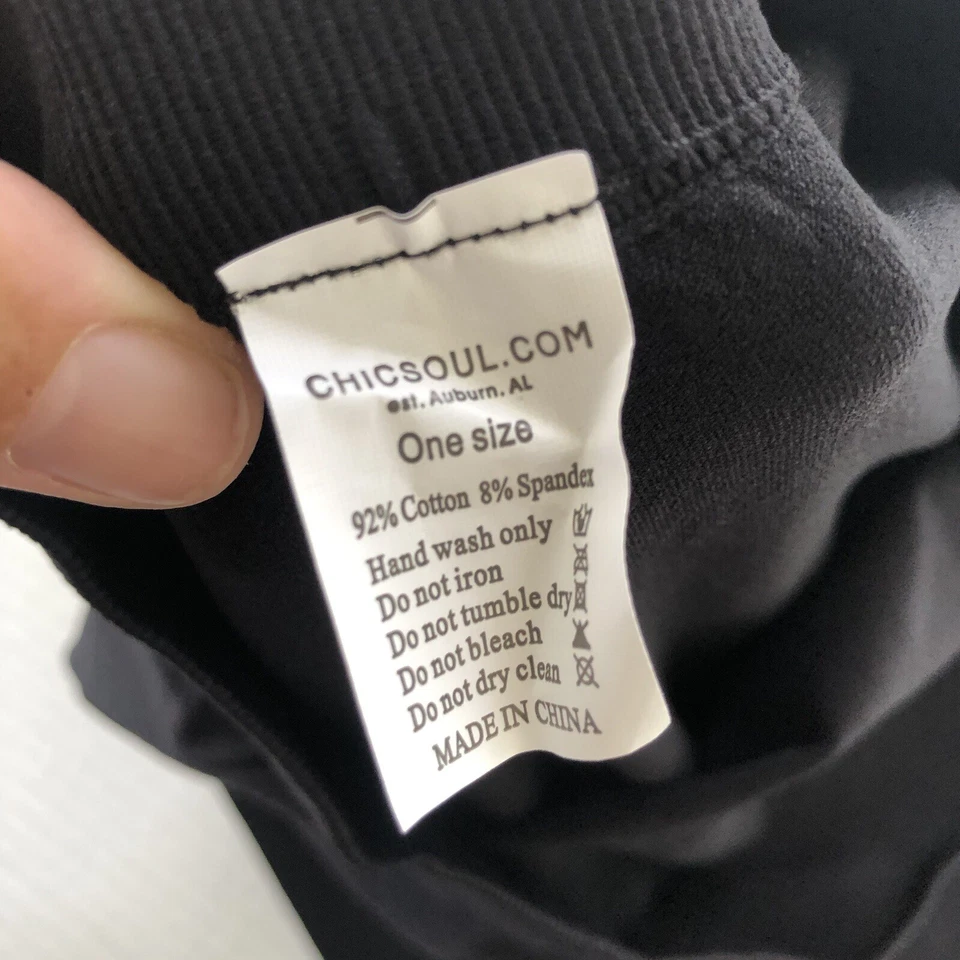 CHICSOUL.COM
est. Auburn, AL
One size
92% Cotton 8% Spandex
Hand wash only
Do not iron
Do not tumble dry
Do not bleach
Do not dry clean
MADE IN CHINA